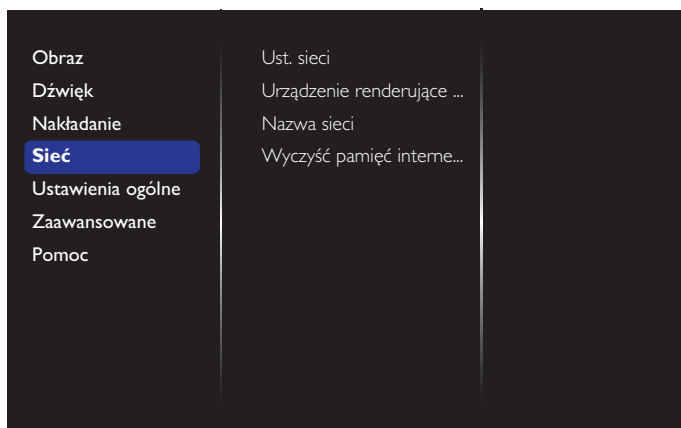 Obraz
Dźwięk
Nakładanie
Sieć
Ustawienia ogólne
Zaawansowane
Pomoc
Ust. sieci
Urządzenie renderujące ...
Nazwa sieci
Wyczyść pamięć interne...